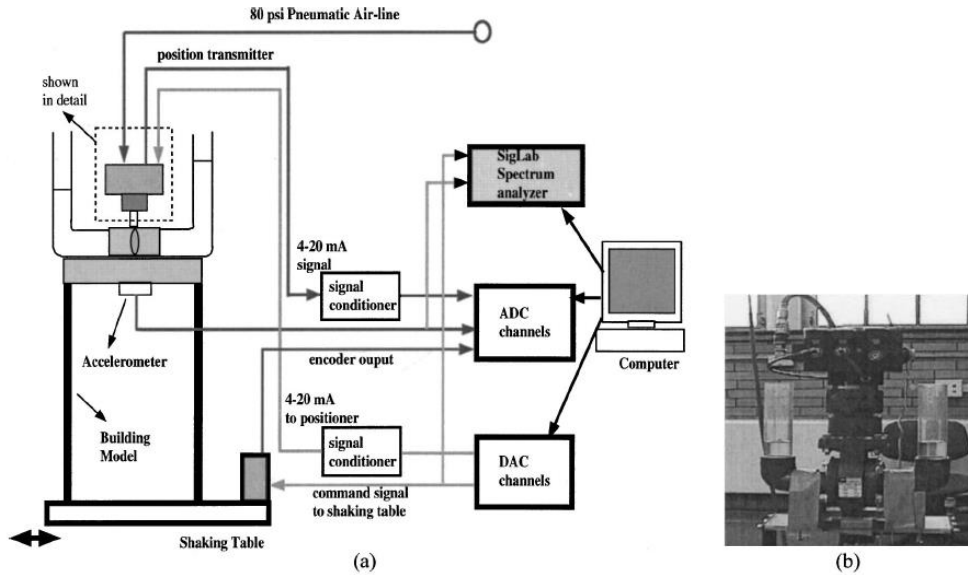 80 psi Pneumatic Air-line
position transmitter
shown
in detail
SigLab
Spectrum
analyzer
4-20 mA
signal
signal
conditioner
ADC
channels
Accelerometer
encoder ouput
Computer
4-20 mA
to positioner
Building
Model
signal
conditioner
DAC
channels
command signal
to shaking table
Shaking Table
(a)
(b)